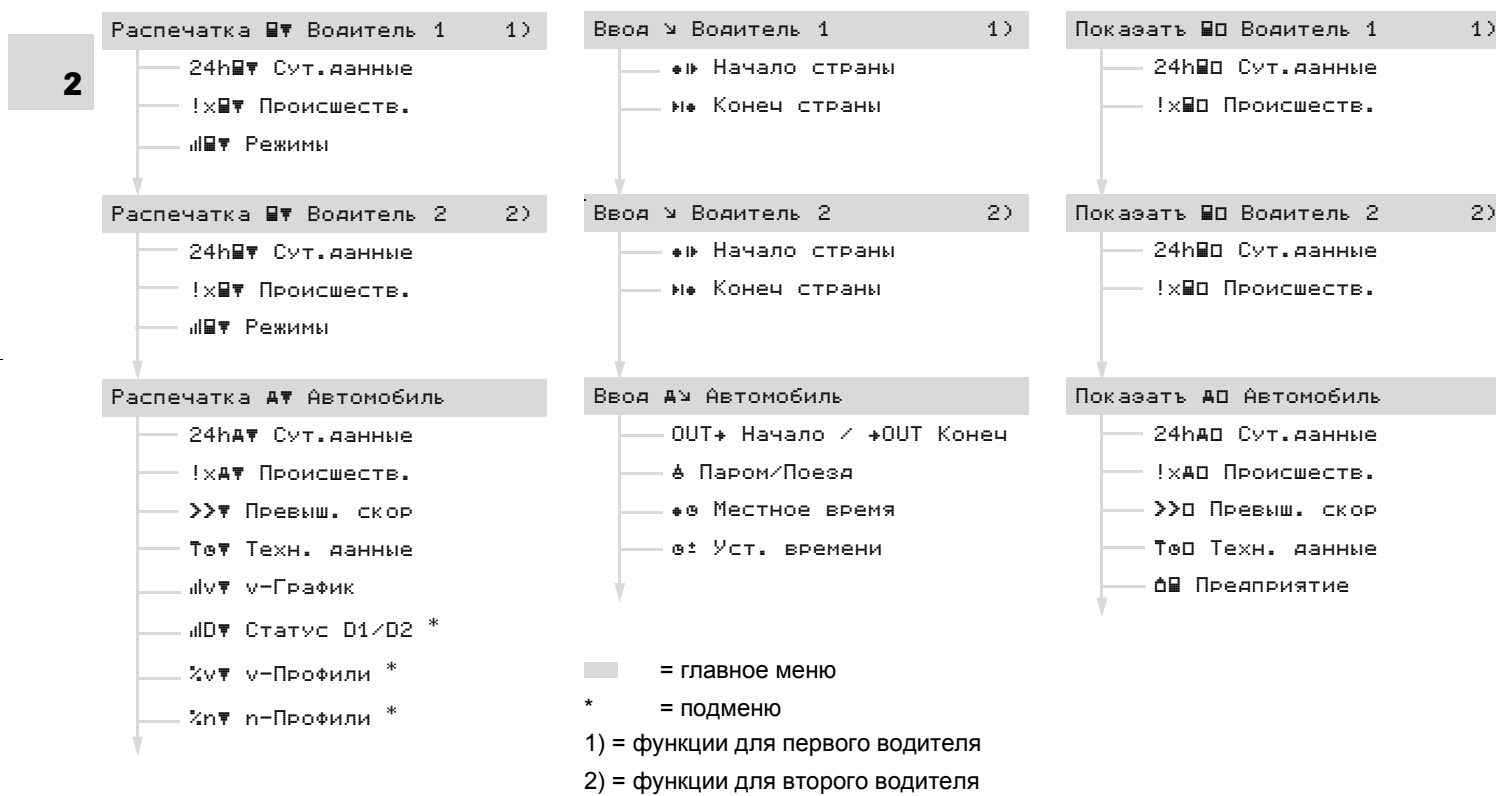 2
Распечатка Водитель 1 1)
24h Сут.данные
!x Происшеств.
Режимы
Распечатка Водитель 2 2)
24h Сут.данные
!x Происшеств.
Режимы
Распечатка Автомобиль
24h Сут.данные
!x Происшеств.
>> Превыш. скор
Техн. данные
v v-График
D Статус D1/D2 *
%v v-Профили *
%n n-Профили *
Ввод Водитель 1 1)
Начало страны
Конец страны
Ввод Водитель 2 2)
Начало страны
Конец страны
Ввод Автомобиль
OUT Начало / OUT Конец
Паром/Поезд
Местное время
Уст. времени
= главное меню
* = подменю
1) = функции для первого водителя
2) = функции для второго водителя
Показать Водитель 1 1)
24h Сут.данные
!x Происшеств.
Показать Водитель 2 2)
24h Сут.данные
!x Происшеств.
Показать Автомобиль
24h Сут.данные
!x Происшеств.
>> Превыш. скор
Техн. данные
Предприятие